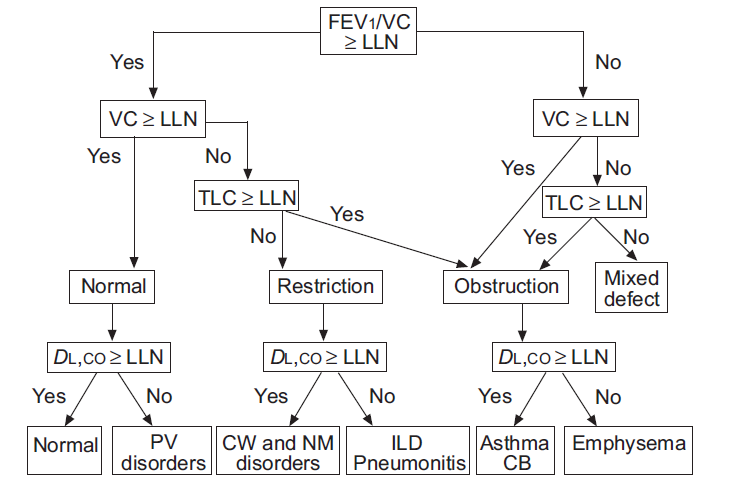 FEV1/VC
≥ LLN
Yes
No
VC ≥ LLN
VC ≥ LLN
Yes
No
Yes
No
TLC ≥ LLN
TLC ≥ LLN
Yes
No
Yes
No
Normal
Restriction
Obstruction
Mixed
defect
DL,CO ≥ LLN
DL,CO ≥ LLN
DL,CO ≥ LLN
Yes
No
Yes
No
Yes
No
Normal
PV
disorders
CW and NM
disorders
ILD
Pneumonitis
Asthma
CB
Emphysema